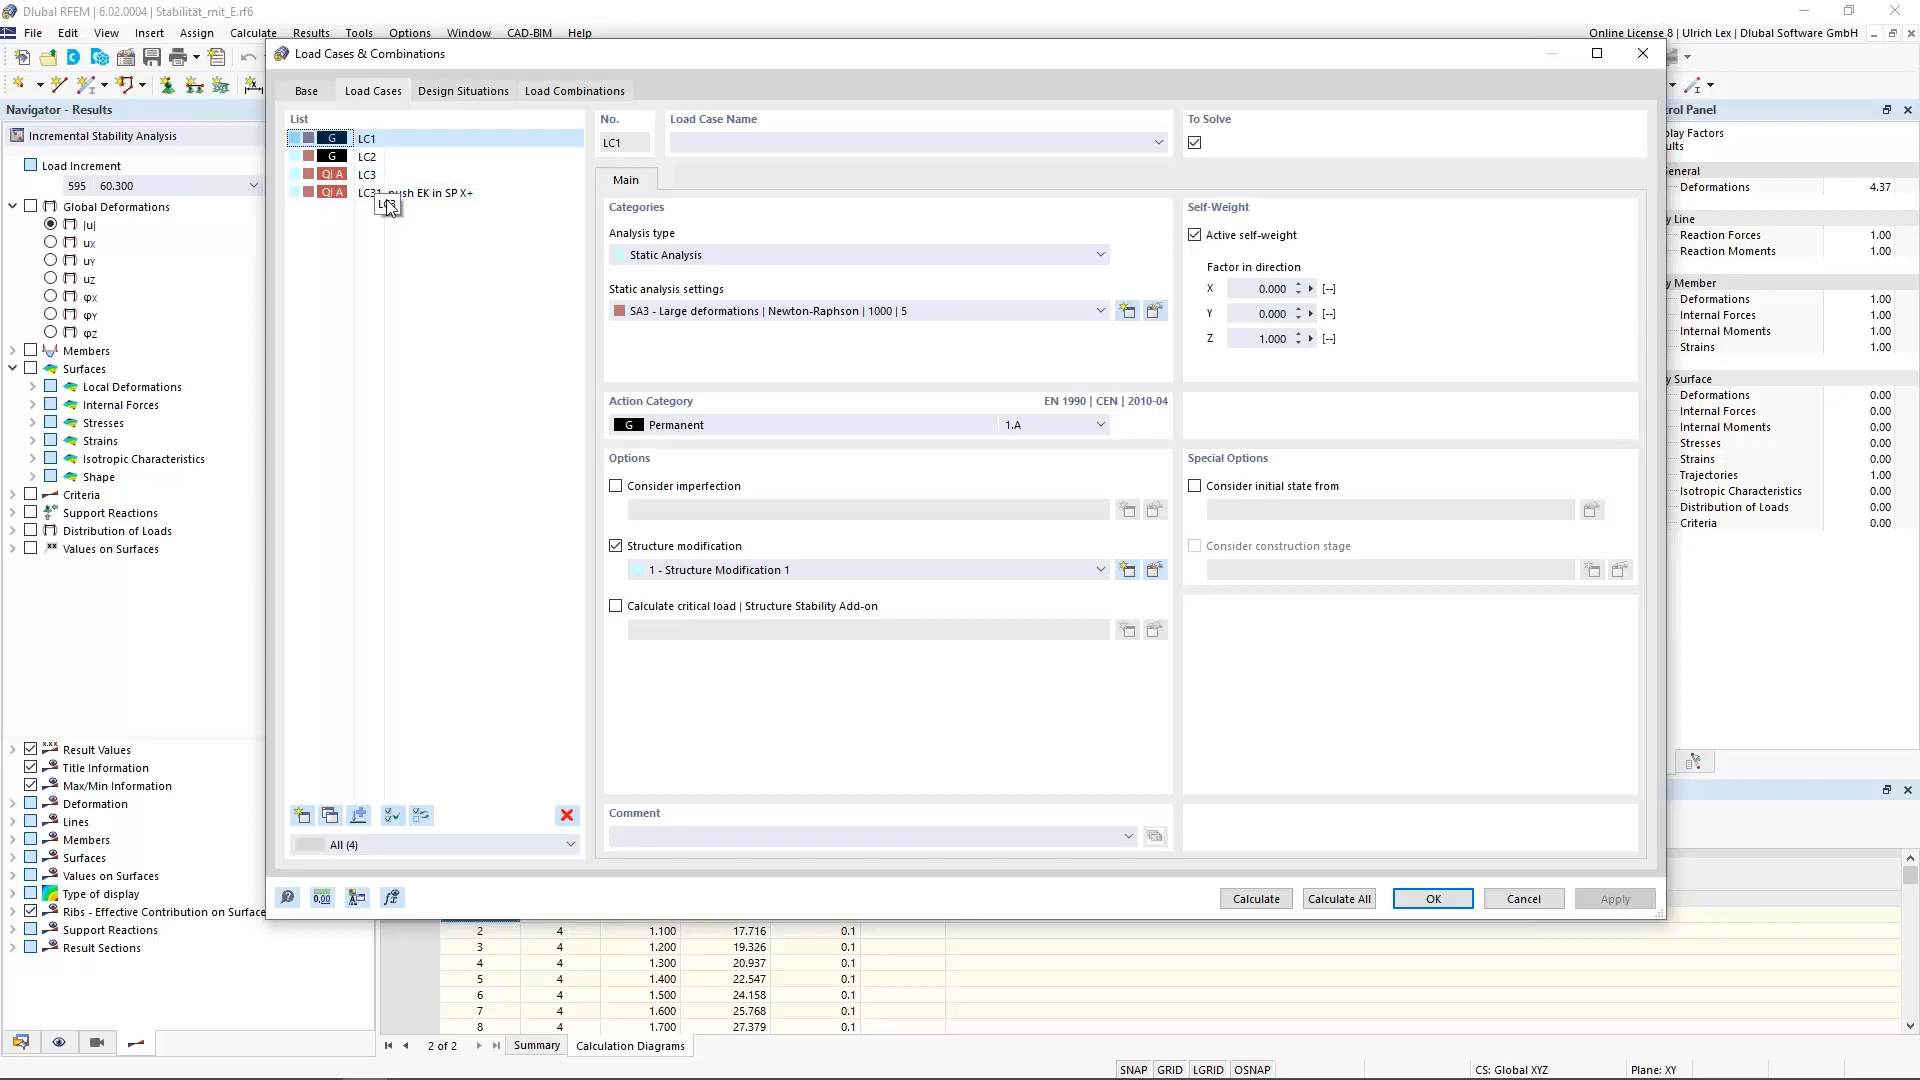 Dlubal RFEM | 6.02.0004 | Stabilität_mit_E.rf6
File Edit View Insert Assign Calculate Results Tools Options Window CAD-BIM Help
Online License 8 | Ulrich Lex | Dlubal Software GmbH
Navigator - Results
Incremental Stability Analysis
Load Increment
595 60.300
Global Deformations
|u|
uX
uY
uZ
φX
φY
φZ
Members
Surfaces
Local Deformations
Internal Forces
Stresses
Strains
Isotropic Characteristics
Shape
Criteria
Support Reactions
Distribution of Loads
Values on Surfaces
Result Values
Title Information
Max/Min Information
Deformation
Lines
Members
Surfaces
Values on Surfaces
Type of display
Ribs - Effective Contribution on Surface
Support Reactions
Result Sections
Load Cases & Combinations
Base Load Cases Design Situations Load Combinations
List
G LC1
G LC2
QI A LC3
QI A LC31 push EK in SP X+
All (4)
No.
LC1
Load Case Name
To Solve
Main
Categories
Analysis type
Static Analysis
Static analysis settings
SA3 - Large deformations | Newton-Raphson | 1000 | 5
Action Category EN 1990 | CEN | 2010-04
G Permanent 1.A
Options
Consider imperfection
Structure modification
1 - Structure Modification 1
Calculate critical load | Structure Stability Add-on
Comment
Self-Weight
Active self-weight
Factor in direction
X 0.000 [--]
Y 0.000 [--]
Z 1.000 [--]
Special Options
Consider initial state from
Consider construction stage
0,00
Calculate Calculate All OK Cancel Apply
2 4 1.100 17.716 0.1
3 4 1.200 19.326 0.1
4 4 1.300 20.937 0.1
5 4 1.400 22.547 0.1
6 4 1.500 24.158 0.1
7 4 1.600 25.768 0.1
8 4 1.700 27.379 0.1
2 of 2 Summary Calculation Diagrams
trol Panel
play Factors
ults
eneral
Deformations 4.37
y Line
Reaction Forces 1.00
Reaction Moments 1.00
y Member
Deformations 1.00
Internal Forces 1.00
Internal Moments 1.00
Strains 1.00
y Surface
Deformations 0.00
Internal Forces 0.00
Internal Moments 0.00
Stresses 0.00
Strains 0.00
Trajectories 1.00
Isotropic Characteristics 0.00
Distribution of Loads 0.00
Criteria 0.00
SNAP GRID LGRID OSNAP CS: Global XYZ Plane: XY